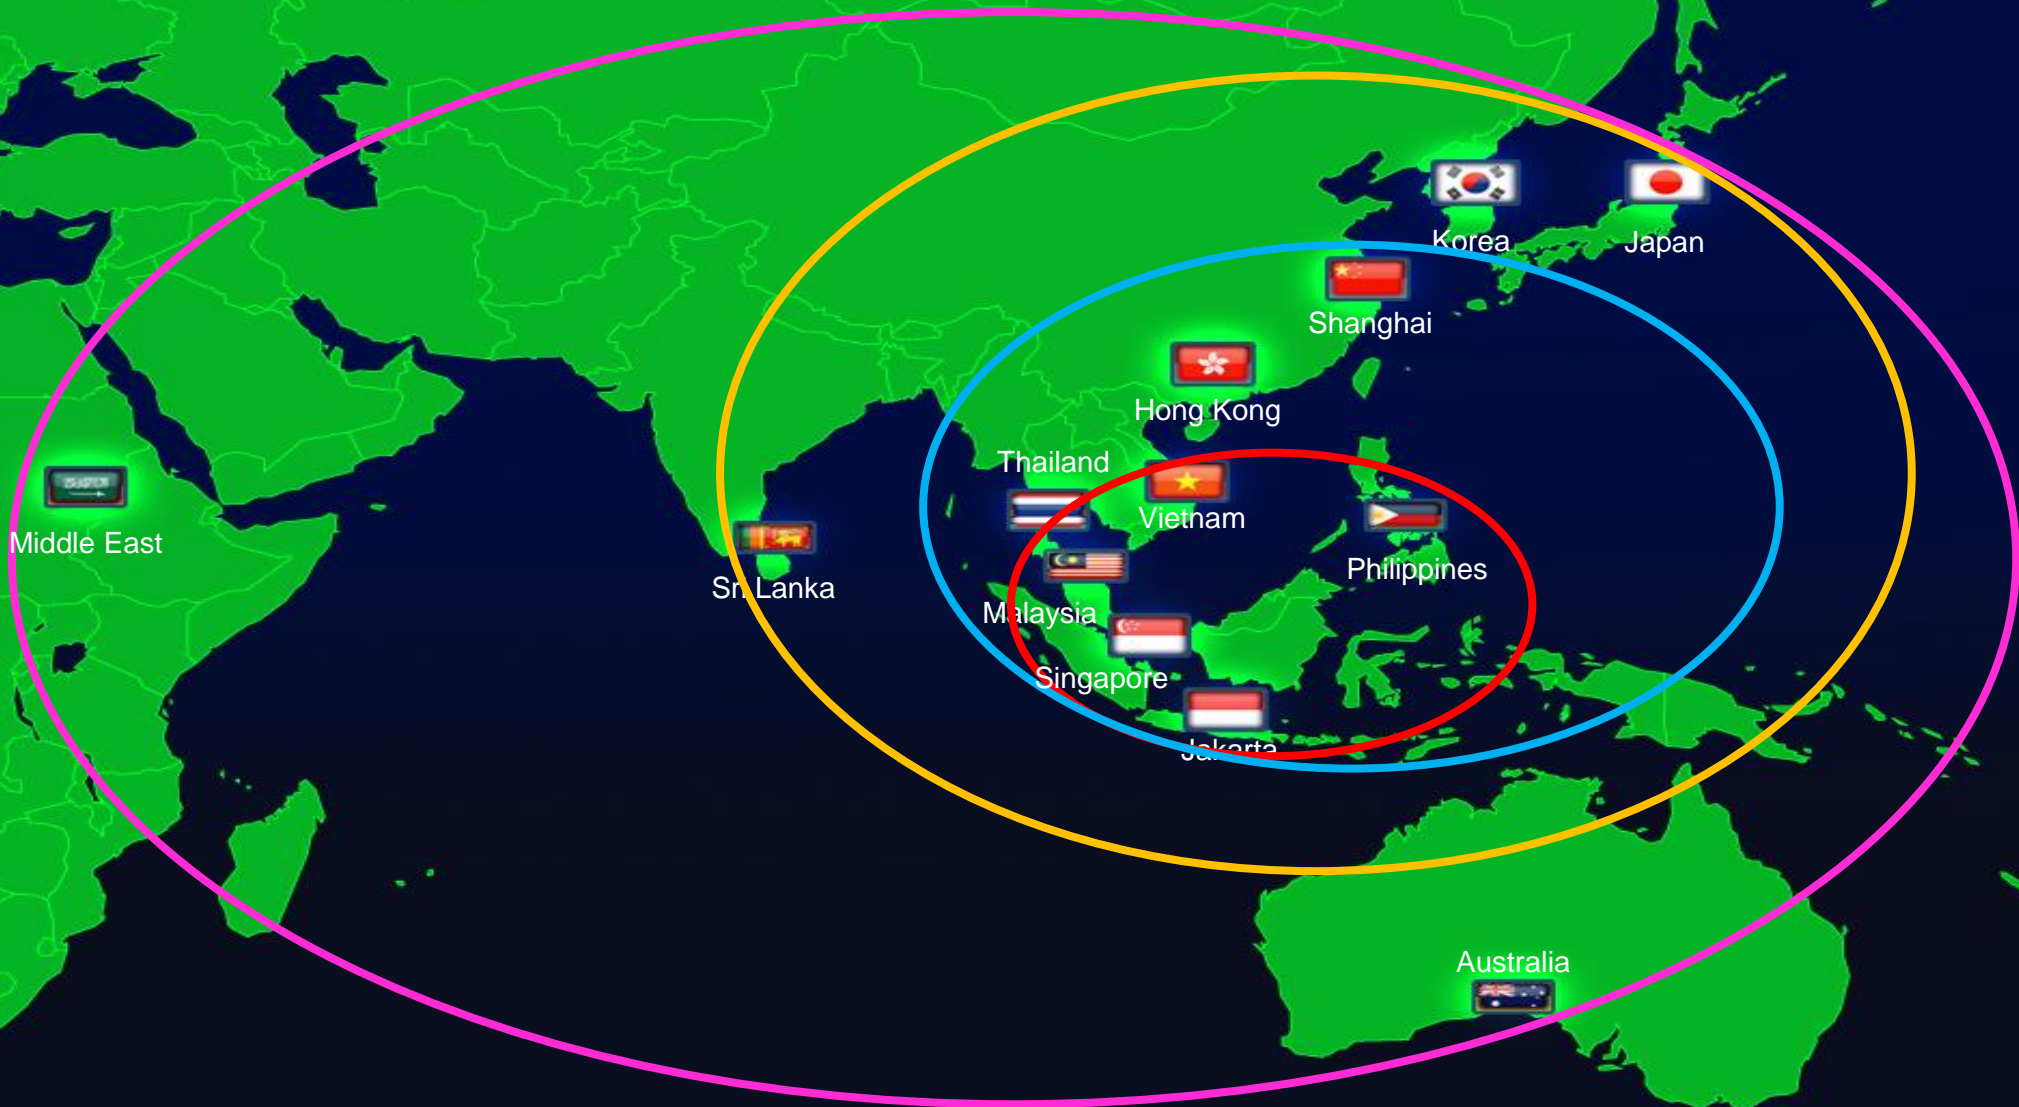 Korea
Japan
Shanghai
Hong Kong
Thailand
Vietnam
Middle East
Philippines
Sri Lanka
Malaysia
Singapore
Jakarta
Australia